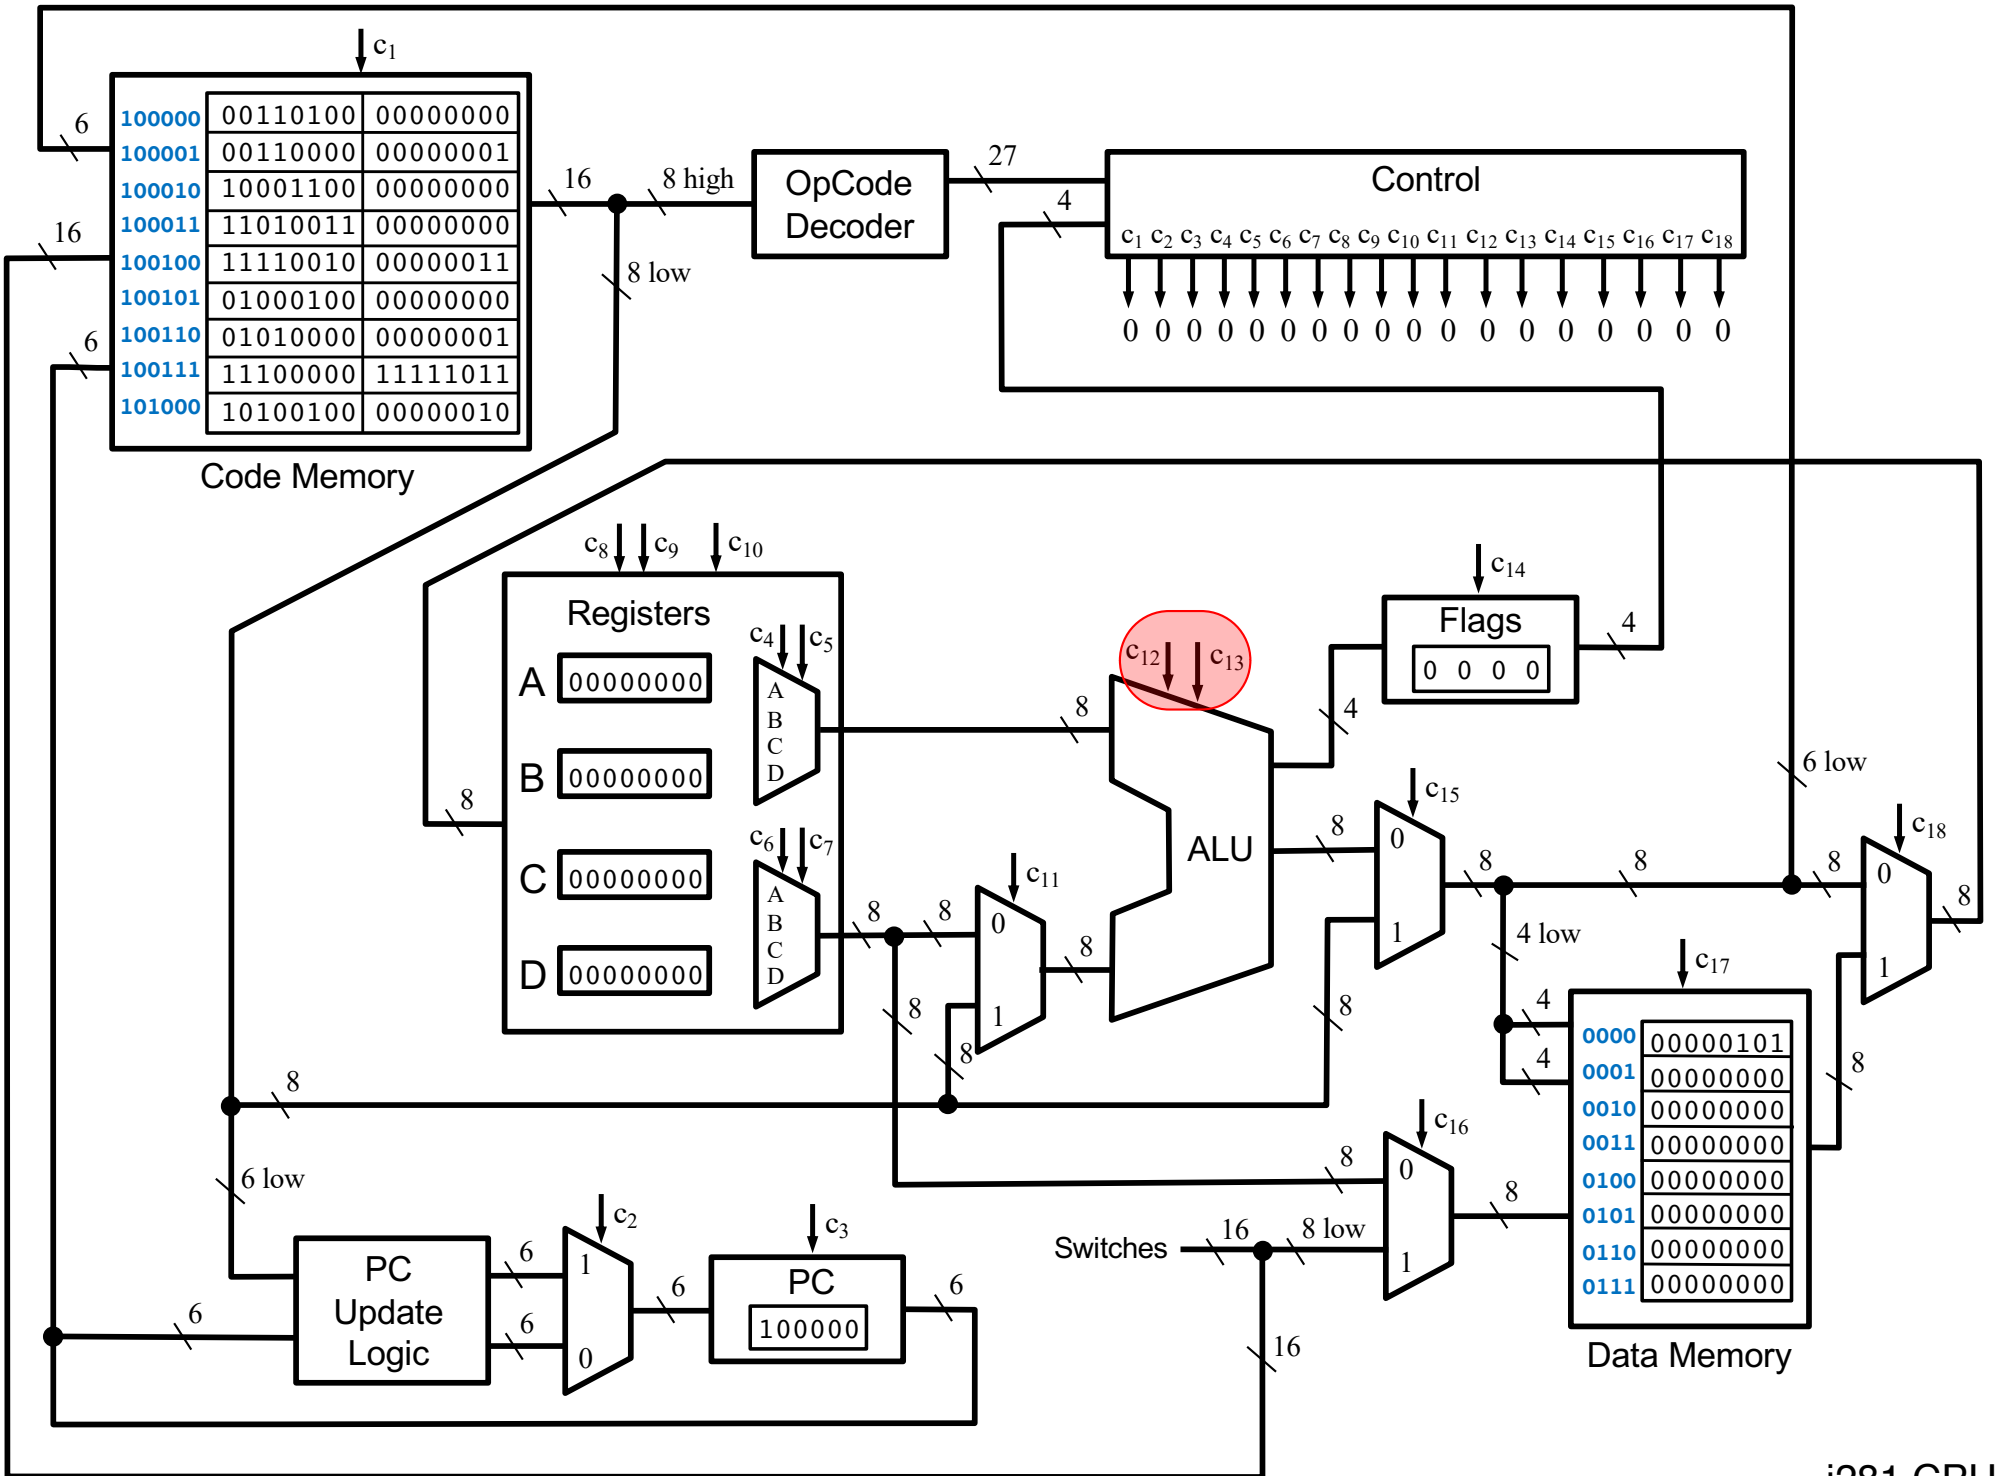 c1
6
16
6
100000 00110100 00000000
100001 00110000 00000001
100010 10001100 00000000
100011 11010011 00000000
100100 11110010 00000011
100101 01000100 00000000
100110 01010000 00000001
100111 11100000 11111011
101000 10100100 00000010
Code Memory
16
8 high
8 low
OpCode
Decoder
27
4
Control
c1 c2 c3 c4 c5 c6 c7 c8 c9 c10 c11 c12 c13 c14 c15 c16 c17 c18
0 0 0 0 0 0 0 0 0 0 0 0 0 0 0 0 0 0
c8 c9 c10
Registers
A 00000000
B 00000000
C 00000000
D 00000000
8
c4 c5
A
B
C
D
c6 c7
A
B
C
D
8
8
8
8
c11
0
1
8
8
c12 c13
ALU
c14
Flags
0 0 0 0
4
4
8
c15
0
1
8
8
8
8
6 low
4 low
c18
0
1
8
c17
4
4
0000 00000101
0001 00000000
0010 00000000
0011 00000000
0100 00000000
0101 00000000
0110 00000000
0111 00000000
Data Memory
8
8
6 low
PC
Update
Logic
6
6
6
c2
1
0
6
c3
PC
100000
6
8
c16
0
1
8
Switches
16
8 low
16